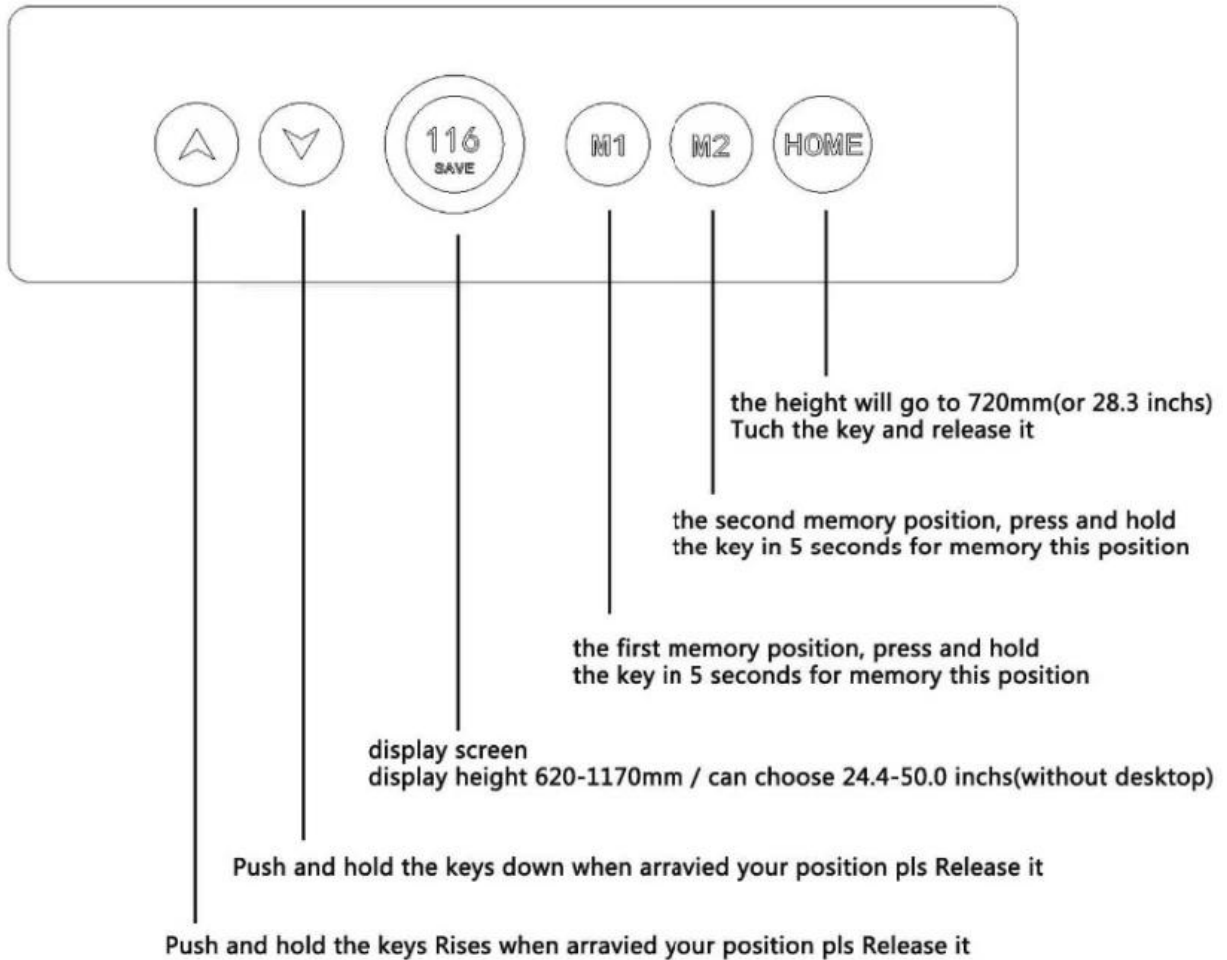 116
SAVE
M1
M2
HOME
the height will go to 720mm(or 28.3 inchs)
Tuch the key and release it
the second memory position, press and hold
the key in 5 seconds for memory this position
the first memory position, press and hold
the key in 5 seconds for memory this position
display screen
display height 620-1170mm / can choose 24.4-50.0 inchs(without desktop)
Push and hold the keys down when arravied your position pls Release it
Push and hold the keys Rises when arravied your position pls Release it